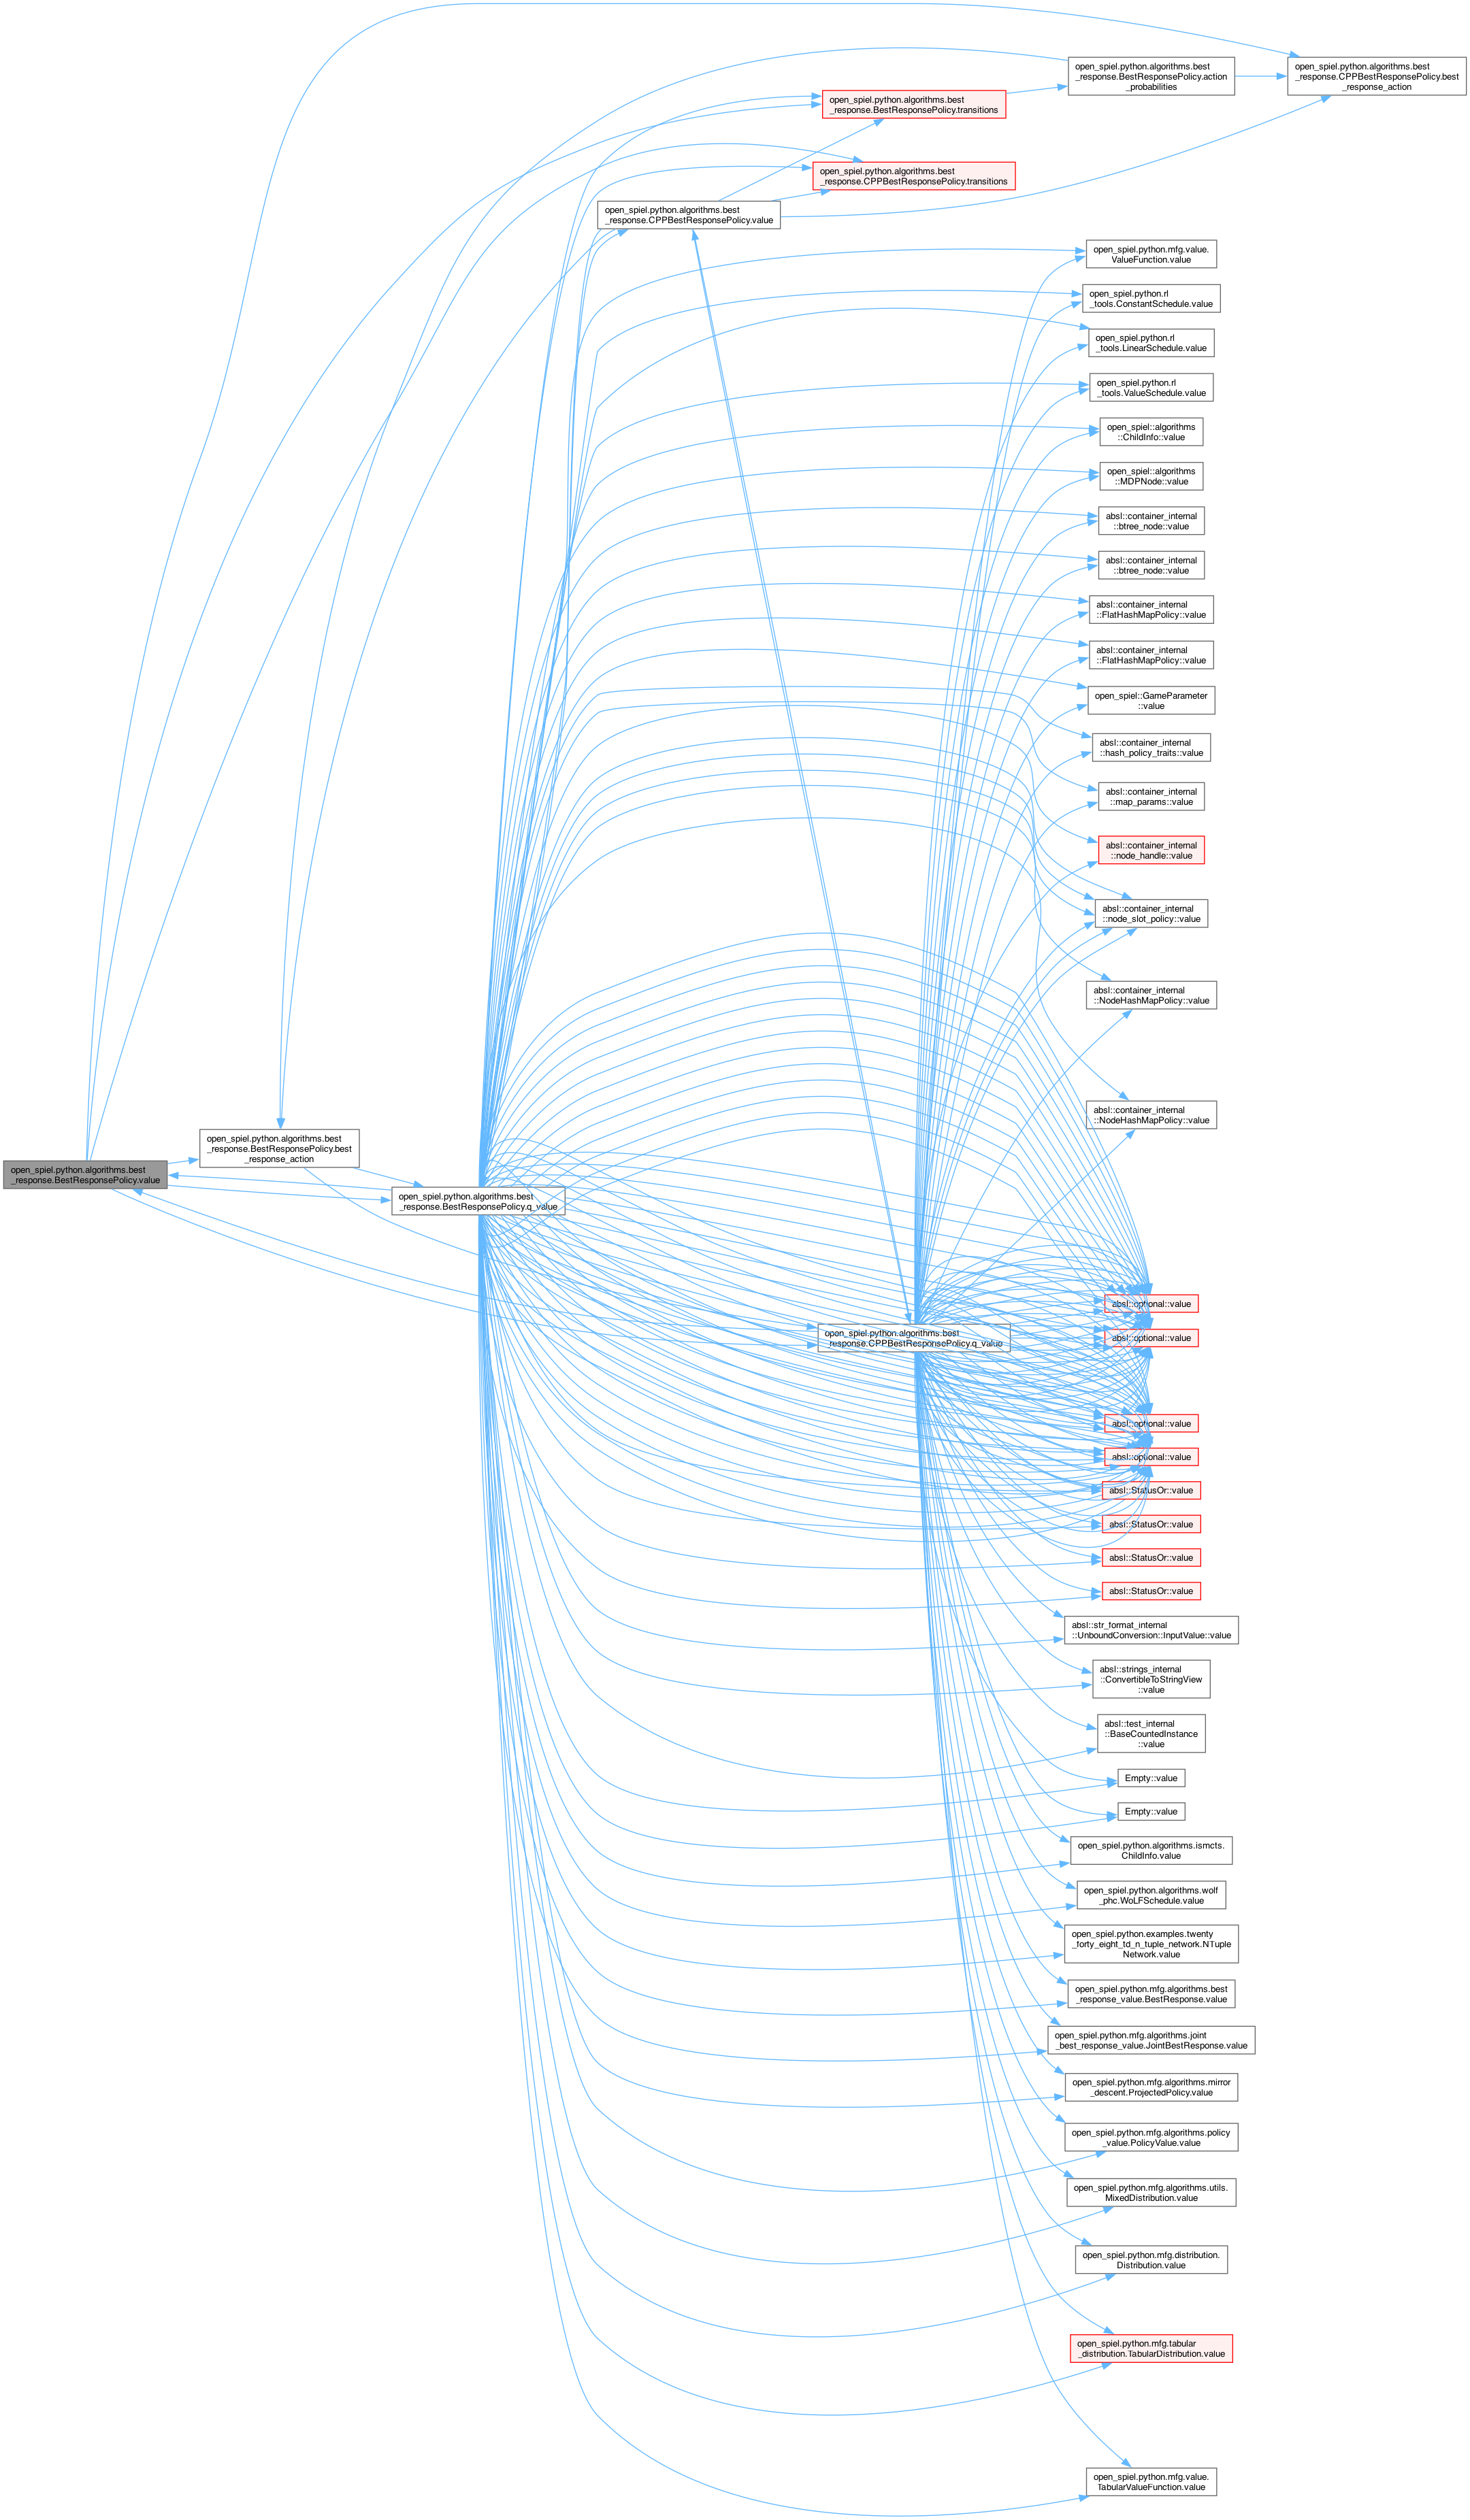 open_spiel.python.algorithms.best
_response.BestResponsePolicy.value
open_spiel.python.algorithms.best
_response.BestResponsePolicy.best
_response_action
open_spiel.python.algorithms.best
_response.BestResponsePolicy.q_value
open_spiel.python.algorithms.best
_response.CPPBestResponsePolicy.value
open_spiel.python.algorithms.best
_response.BestResponsePolicy.transitions
open_spiel.python.algorithms.best
_response.CPPBestResponsePolicy.transitions
open_spiel.python.algorithms.best
_response.CPPBestResponsePolicy.q_value
open_spiel.python.algorithms.best
_response.BestResponsePolicy.action
_probabilities
open_spiel.python.algorithms.best
_response.CPPBestResponsePolicy.best
_response_action
open_spiel.python.mfg.value.
ValueFunction.value
open_spiel.python.rl
_tools.ConstantSchedule.value
open_spiel.python.rl
_tools.LinearSchedule.value
open_spiel.python.rl
_tools.ValueSchedule.value
open_spiel::algorithms
::ChildInfo::value
open_spiel::algorithms
::MDPNode::value
absl::container_internal
::btree_node::value
absl::container_internal
::btree_node::value
absl::container_internal
::FlatHashMapPolicy::value
absl::container_internal
::FlatHashMapPolicy::value
open_spiel::GameParameter
::value
absl::container_internal
::hash_policy_traits::value
absl::container_internal
::map_params::value
absl::container_internal
::node_handle::value
absl::container_internal
::node_slot_policy::value
absl::container_internal
::NodeHashMapPolicy::value
absl::container_internal
::NodeHashMapPolicy::value
absl::optional::value
absl::optional::value
absl::optional::value
absl::optional::value
absl::StatusOr::value
absl::StatusOr::value
absl::StatusOr::value
absl::StatusOr::value
absl::str_format_internal
::UnboundConversion::InputValue::value
absl::strings_internal
::ConvertibleToStringView
::value
absl::test_internal
::BaseCountedInstance
::value
Empty::value
Empty::value
open_spiel.python.algorithms.ismcts.
ChildInfo.value
open_spiel.python.algorithms.wolf
_phc.WoLFSchedule.value
open_spiel.python.examples.twenty
_forty_eight_td_n_tuple_network.NTuple
Network.value
open_spiel.python.mfg.algorithms.best
_response_value.BestResponse.value
open_spiel.python.mfg.algorithms.joint
_best_response_value.JointBestResponse.value
open_spiel.python.mfg.algorithms.mirror
_descent.ProjectedPolicy.value
open_spiel.python.mfg.algorithms.policy
_value.PolicyValue.value
open_spiel.python.mfg.algorithms.utils.
MixedDistribution.value
open_spiel.python.mfg.distribution.
Distribution.value
open_spiel.python.mfg.tabular
_distribution.TabularDistribution.value
open_spiel.python.mfg.value.
TabularValueFunction.value